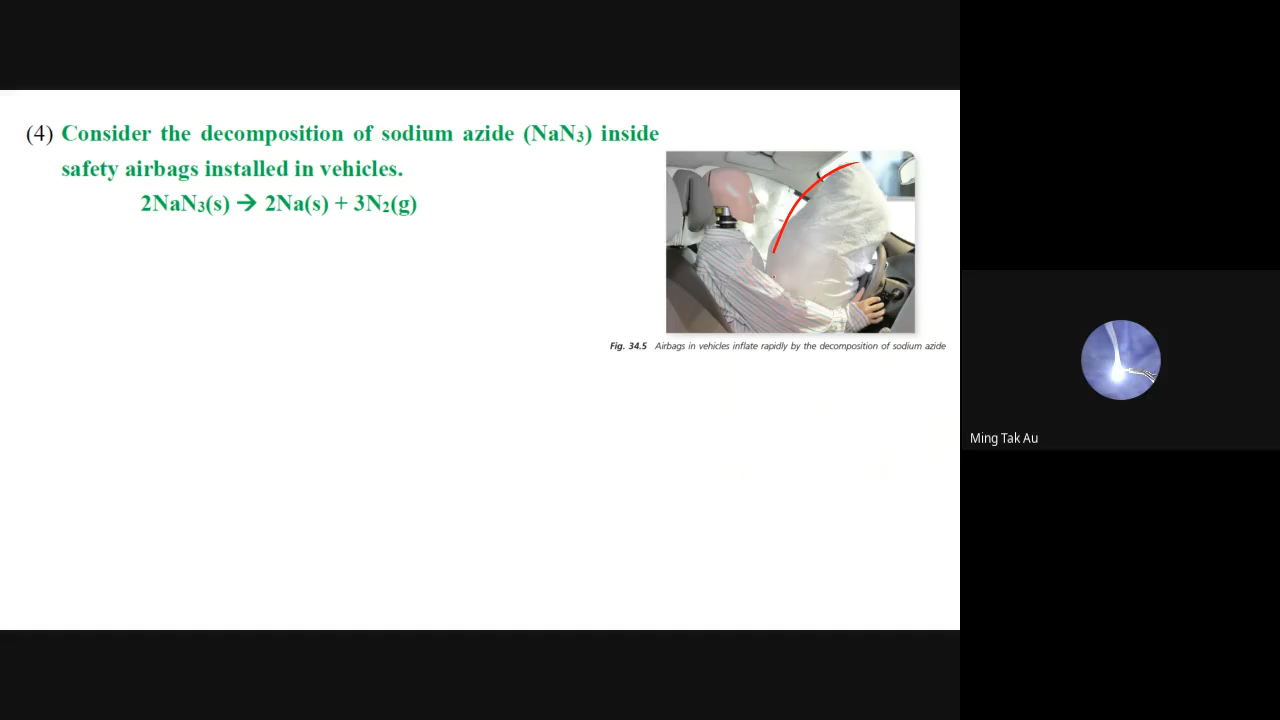 (4) Consider the decomposition of sodium azide (NaN₃) inside
safety airbags installed in vehicles.
2NaN₃(s) → 2Na(s) + 3N₂(g)
Fig. 34.5 Airbags in vehicles inflate rapidly by the decomposition of sodium azide
Ming Tak Au